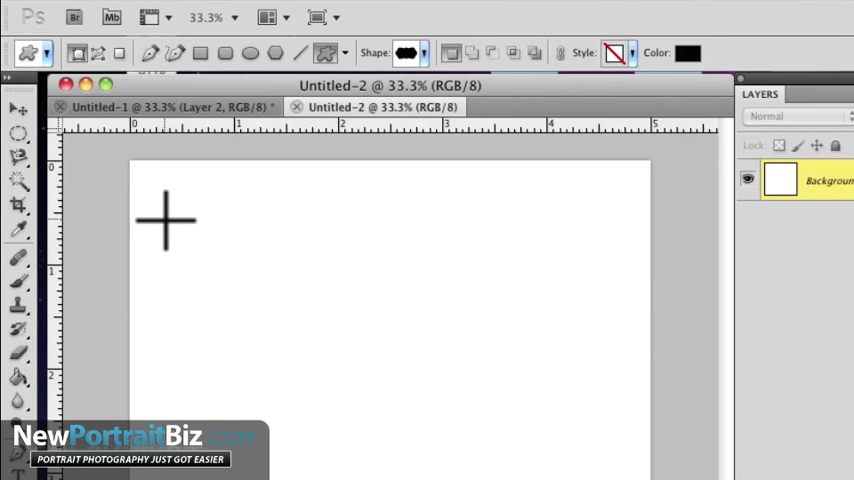 Ps Br Mb 33.3%
Shape: Style: Color:
Untitled-2 @ 33.3% (RGB/8)
Untitled-1 @ 33.3% (Layer 2, RGB/8) * Untitled-2 @ 33.3% (RGB/8)
LAYERS
0 1 2 3 4 5
Normal
Lock:
0
Backgroun
1
2
NewPortraitBiz.COM
PORTRAIT PHOTOGRAPHY JUST GOT EASIER
T